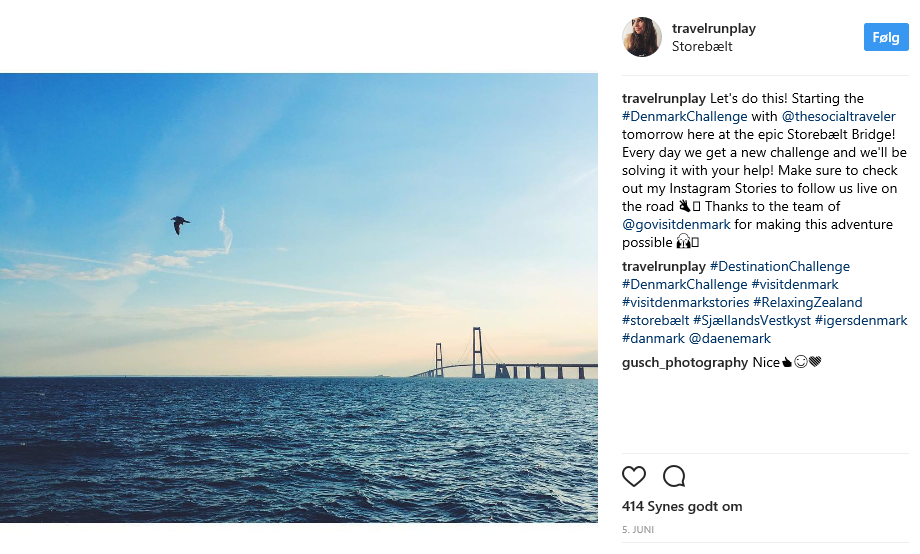 travelrunplay
Storebælt
Følg
travelrunplay Let's do this! Starting the
#DenmarkChallenge with @thesocialtraveler
tomorrow here at the epic Storebælt Bridge!
Every day we get a new challenge and we'll be
solving it with your help! Make sure to check
out my Instagram Stories to follow us live on
the road Thanks to the team of
@govisitdenmark for making this adventure
possible
travelrunplay #DestinationChallenge
#DenmarkChallenge #visitdenmark
#visitdenmarkstories #RelaxingZealand
#storebælt #SjællandsVestkyst #igersdenmark
#danmark @daenemark
gusch_photography Nice
414 Synes godt om
5. JUNI